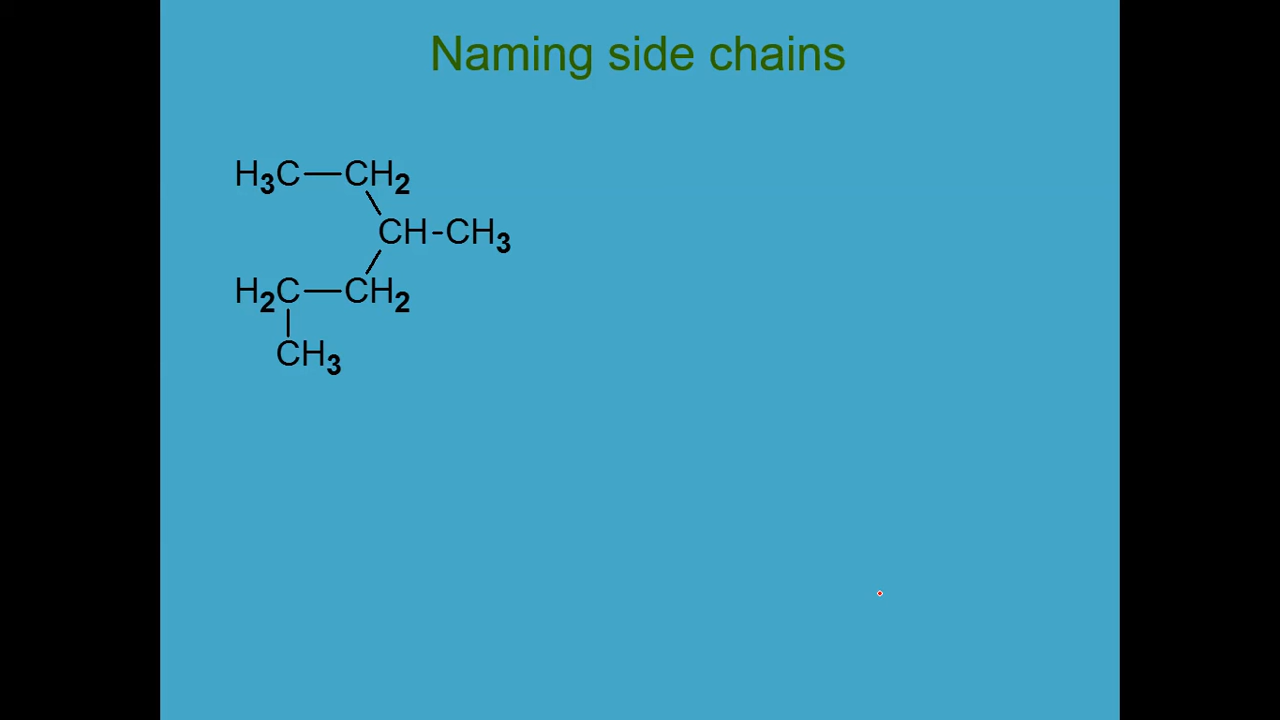 Naming side chains
H₃C—CH₂
CH-CH₃
H₂C—CH₂
CH₃